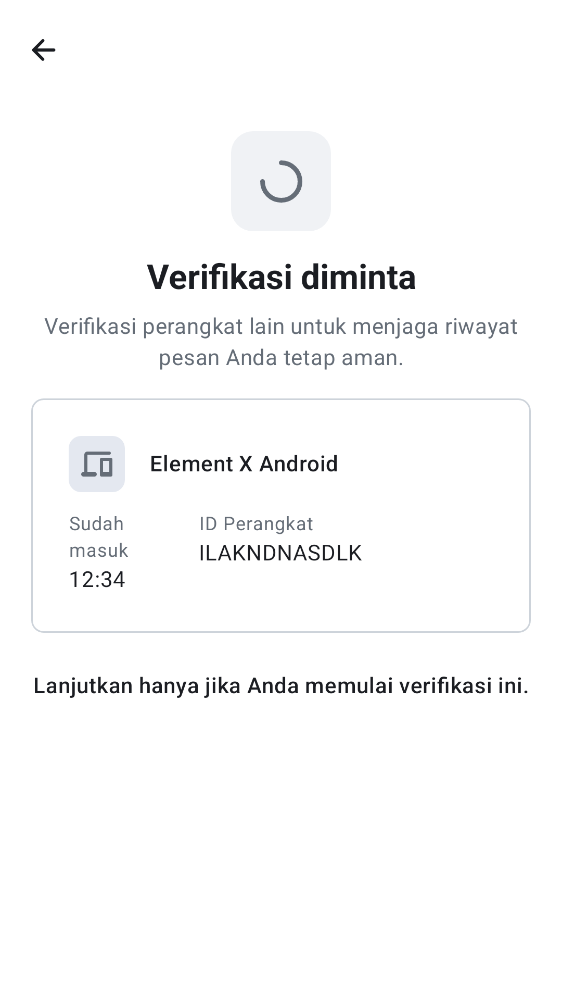 Verifikasi diminta
Verifikasi perangkat lain untuk menjaga riwayat
pesan Anda tetap aman.
Element X Android
Sudah
masuk
12:34
ID Perangkat
ILAKNDNASDLK
Lanjutkan hanya jika Anda memulai verifikasi ini.